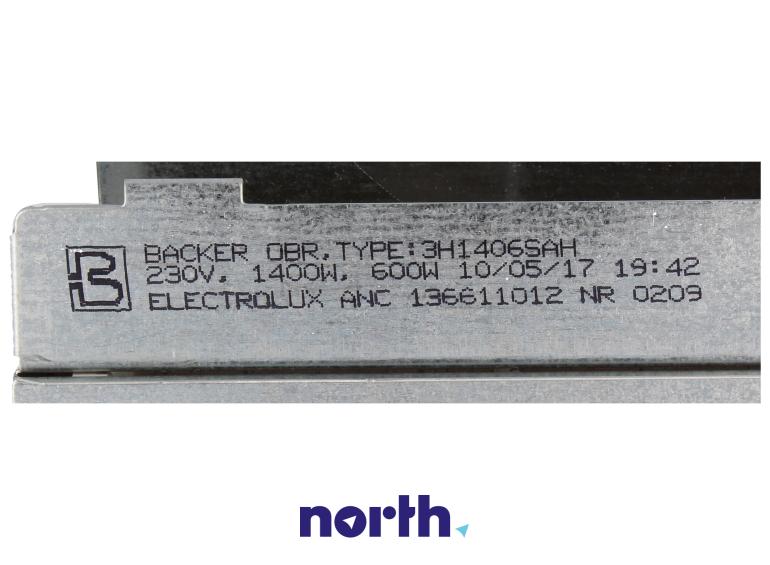 B
BACKER OBR,TYPE:3H1406SAH
230V, 1400W, 600W 10/05/17 19:42
ELECTROLUX ANC 136611012 NR 0209
north.